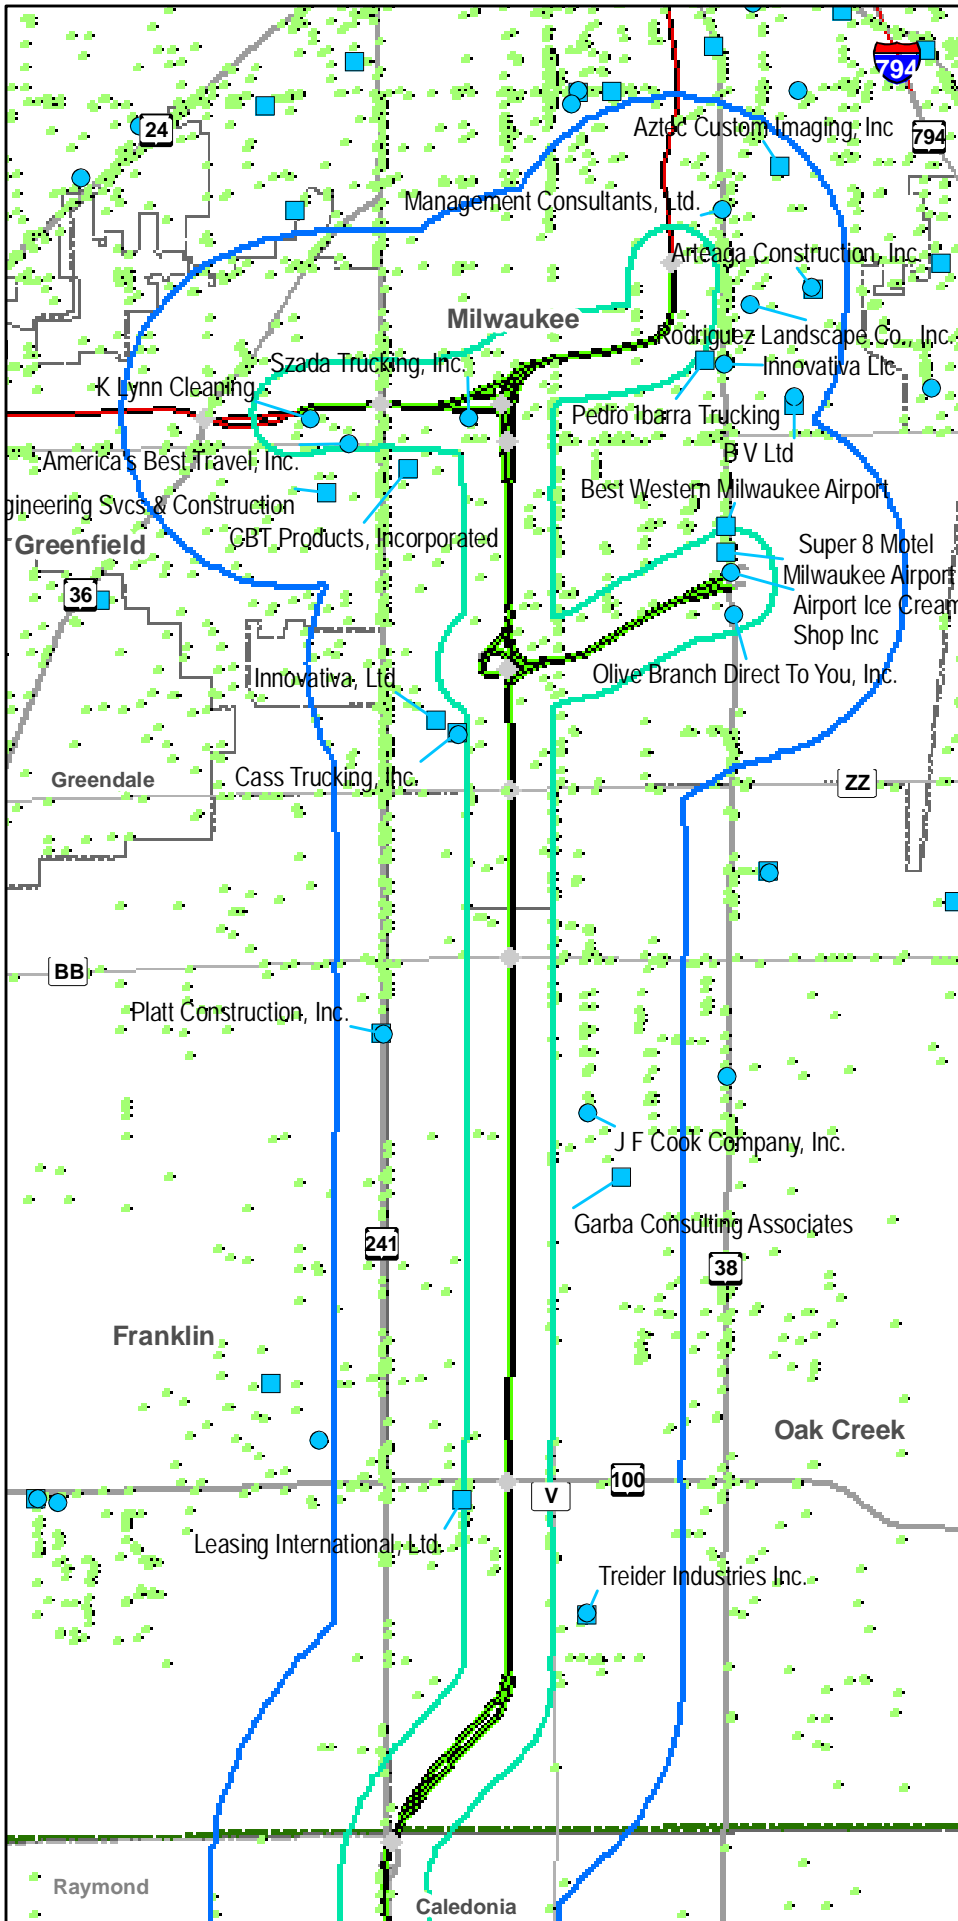 794
24
794
Aztec Custom Imaging, Inc
Management Consultants, Ltd.
Arteaga Construction, Inc.
Milwaukee
Rodriguez Landscape Co., Inc.
Szada Trucking, Inc.
Innovativa Llc
K Lynn Cleaning
Pedro Ibarra Trucking
B V Ltd
America's Best Travel, Inc.
Best Western Milwaukee Airport
gineering Svcs & Construction
CBT Products, Incorporated
Greenfield
Super 8 Motel
Milwaukee Airport
36
Airport Ice Cream
Shop Inc
Innovativa, Ltd
Olive Branch Direct To You, Inc.
Greendale
Cass Trucking, Inc.
ZZ
BB
Platt Construction, Inc.
J F Cook Company, Inc.
Garba Consulting Associates
241
38
Franklin
Oak Creek
100
V
Leasing International, Ltd.
Treider Industries Inc.
Raymond
Caledonia